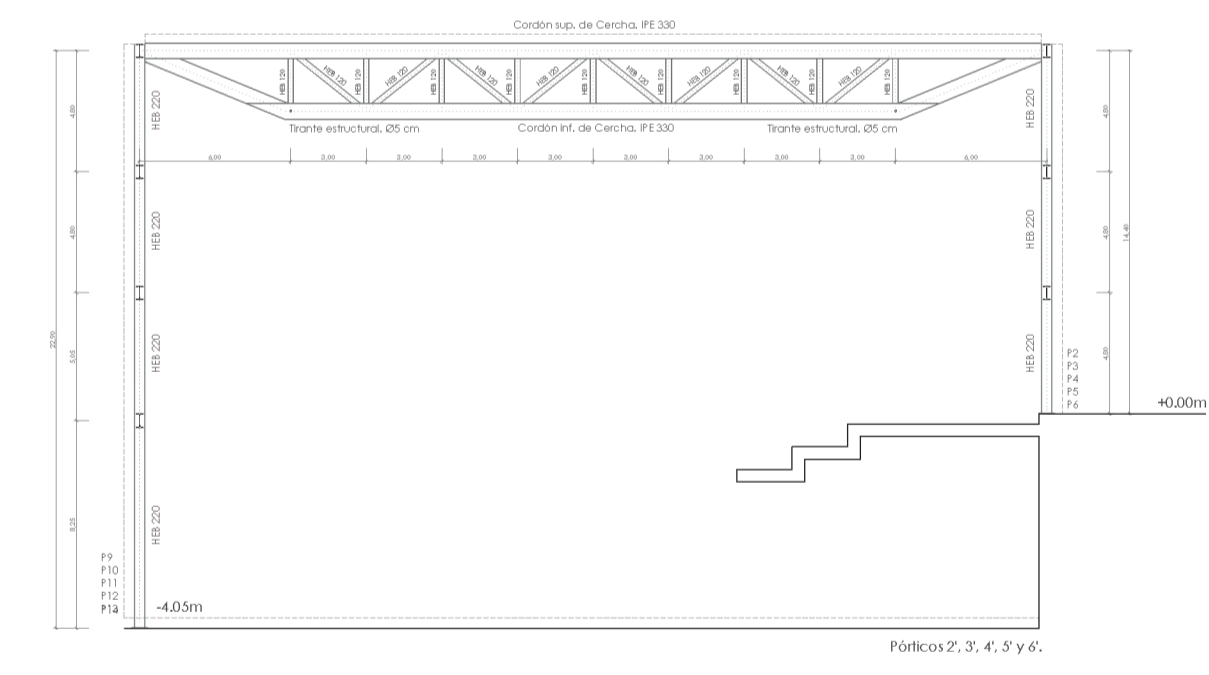 Cordón sup. de Cercha. IPE 330
HEB 120 HEB 120 HEB 120 HEB 120 HEB 120 HEB 120 HEB 120 HEB 120 HEB 120 HEB 120 HEB 120 HEB 120 HEB 120 HEB 120 HEB 120 HEB 120 HEB 120
Tirante estructural. Ø5 cm
Cordón inf. de Cercha. IPE 330
Tirante estructural. Ø5 cm
6,00 3,00 3,00 3,00 3,00 3,00 3,00 3,00 3,00 6,00
HEB 220
HEB 220
HEB 220
HEB 220
HEB 220
HEB 220
HEB 220
4,80
4,80
5,05
8,25
22,90
4,80
4,80
4,80
14,40
P2
P3
P4
P5
P6
+0.00m
P9
P10
P11
P12
P13
-4.05m
Pórticos 2', 3', 4', 5' y 6'.